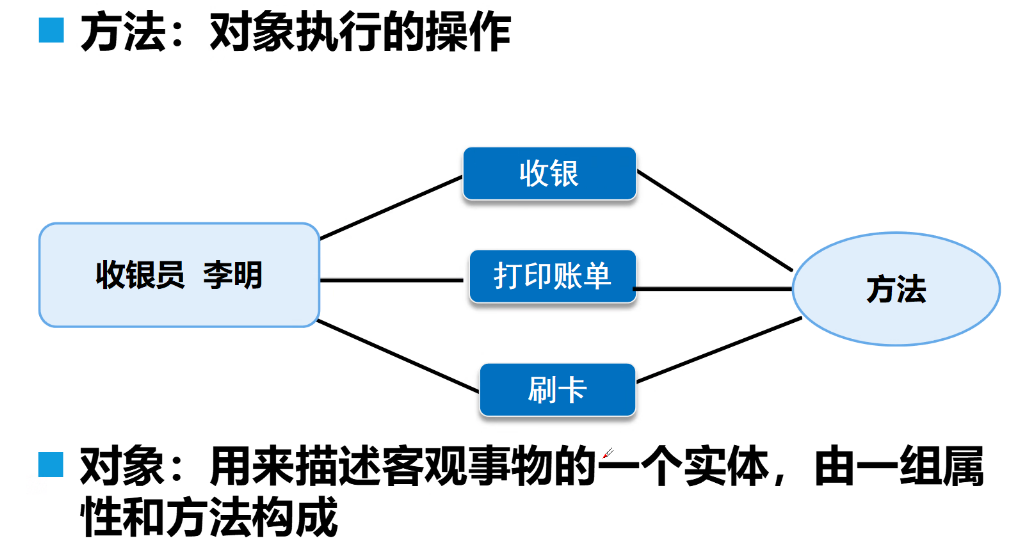 方法：对象执行的操作
收银
收银员 李明
打印账单
方法
刷卡
对象：用来描述客观事物的一个实体，由一组属
性和方法构成